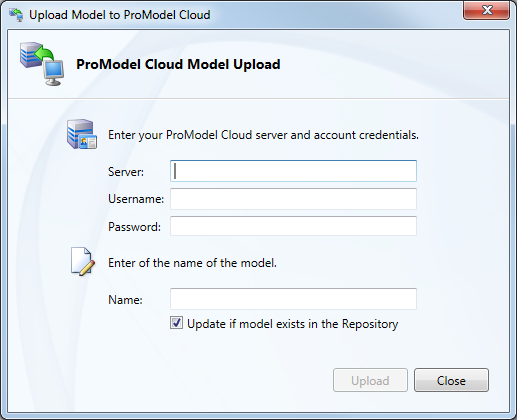 Upload Model to ProModel Cloud
ProModel Cloud Model Upload
Enter your ProModel Cloud server and account credentials.
Server:
Username:
Password:
Enter of the name of the model.
Name:
Update if model exists in the Repository
Upload Close